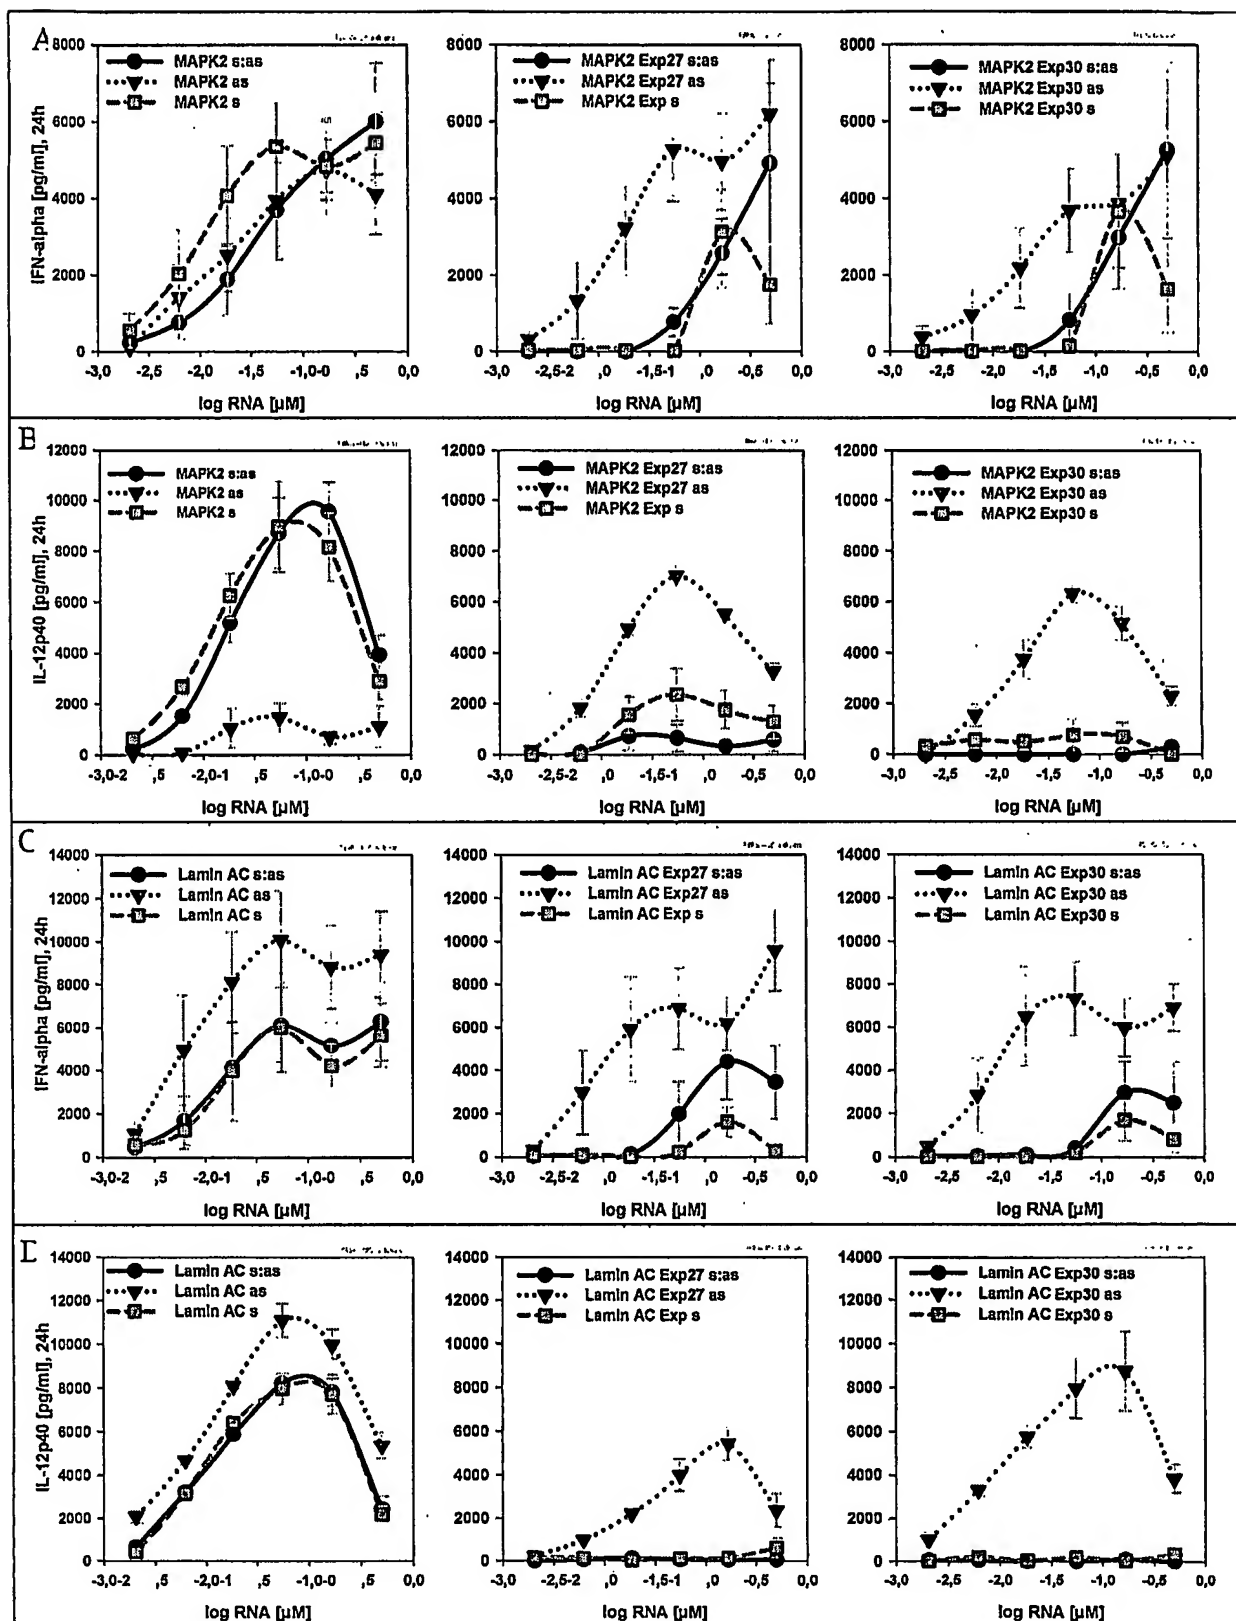 A
IFN-alpha [pg/ml], 24h
8000
6000
4000
2000
0
MAPK2 s:as
MAPK2 as
MAPK2 s
-3,0 -2,5 -2,0 -1,5 -1,0-0 ,5 0,0
log RNA [µM]
8000
6000
4000
2000
0
MAPK2 Exp27 s:as
MAPK2 Exp27 as
MAPK2 Exp s
-3,0 -2,5-2 ,0 -1,5-1 ,0 -0,5 0,0
log RNA [µM]
8000
6000
4000
2000
0
MAPK2 Exp30 s:as
MAPK2 Exp30 as
MAPK2 Exp30 s
-3,0 -2,5 -2,0 -1,5 -1,0 -0,5 0,0
log RNA [µM]
B
IL-12p40 [pg/ml], 24h
12000
10000
8000
6000
4000
2000
0
MAPK2 s:as
MAPK2 as
MAPK2 s
-3,0-2 ,5 -2,0-1 ,5 -1,0-0 ,5 0,0
log RNA [µM]
12000
10000
8000
6000
4000
2000
0
MAPK2 Exp27 s:as
MAPK2 Exp27 as
MAPK2 Exp s
-3,0 -2,5-2 ,0 -1,5-1 ,0 -0,5 0,0
log RNA [µM]
12000
10000
8000
6000
4000
2000
0
MAPK2 Exp30 s:as
MAPK2 Exp30 as
MAPK2 Exp30 s
-3,0 -2,5 -2,0 -1,5 -1,0 -0,5 0,0
log RNA [µM]
C
IFN-alpha [pg/ml], 24h
14000
12000
10000
8000
6000
4000
2000
0
Lamin AC s:as
Lamin AC as
Lamin AC s
-3,0-2 ,5 -2,0-1 ,5 -1,0-0 ,5 0,0
log RNA [µM]
14000
12000
10000
8000
6000
4000
2000
0
Lamin AC Exp27 s:as
Lamin AC Exp27 as
Lamin AC Exp s
-3,0 -2,5-2 ,0 -1,5-1 ,0 -0,5 0,0
log RNA [µM]
14000
12000
10000
8000
6000
4000
2000
0
Lamin AC Exp30 s:as
Lamin AC Exp30 as
Lamin AC Exp30 s
-3,0 -2,5 -2,0 -1,5 -1,0 -0,5 0,0
log RNA [µM]
D
IL-12p40 [pg/ml], 24h
14000
12000
10000
8000
6000
4000
2000
0
Lamin AC s:as
Lamin AC as
Lamin AC s
-3,0-2 ,5 -2,0-1 ,5 -1,0-0 ,5 0,0
log RNA [µM]
14000
12000
10000
8000
6000
4000
2000
0
Lamin AC Exp27 s:as
Lamin AC Exp27 as
Lamin AC Exp s
-3,0 -2,5-2 ,0 -1,5-1 ,0 -0,5 0,0
log RNA [µM]
14000
12000
10000
8000
6000
4000
2000
0
Lamin AC Exp30 s:as
Lamin AC Exp30 as
Lamin AC Exp30 s
-3,0 -2,5 -2,0 -1,5 -1,0 -0,5 0,0
log RNA [µM]